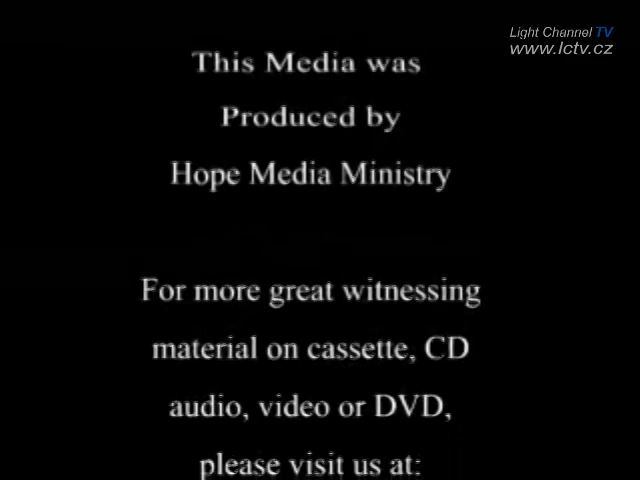 Light Channel TV
www.lctv.cz
This Media was
Produced by
Hope Media Ministry
For more great witnessing
material on cassette, CD
audio, video or DVD,
please visit us at: